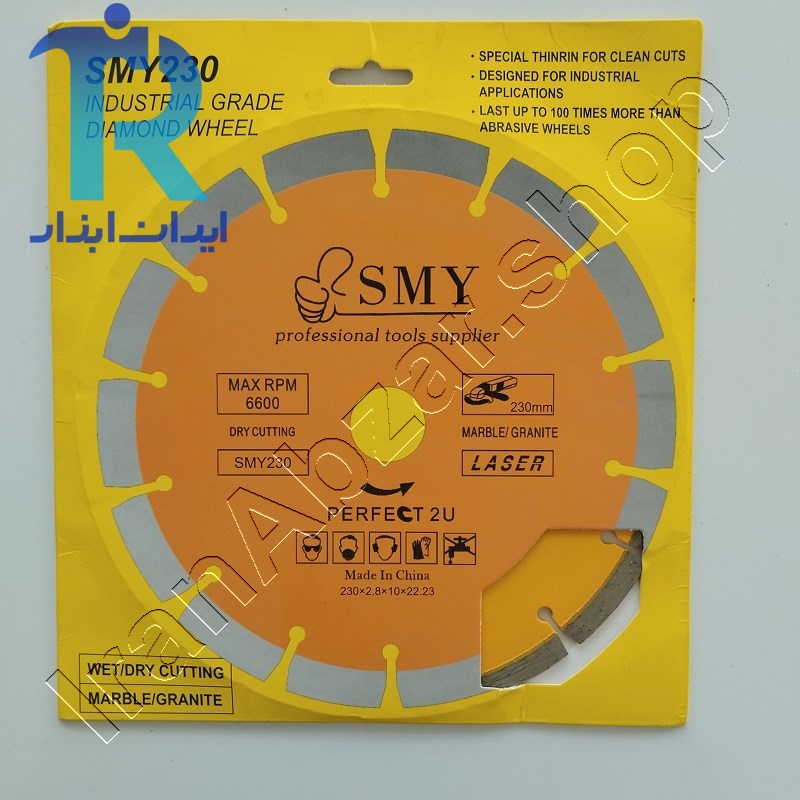 SMY230
INDUSTRIAL GRADE
DIAMOND WHEEL
ایران ابزار
· SPECIAL THINRIN FOR CLEAN CUTS
· DESIGNED FOR INDUSTRIAL
APPLICATIONS
· LAST UP TO 100 TIMES MORE THAN
ABRASIVE WHEELS
SMY
professional tools supplier
MAX RPM
6600
DRY CUTTING
SMY230
230mm
MARBLE/ GRANITE
LASER
PERFECT 2U
Made In China
230×2.8×10×22.23
WET/DRY CUTTING
MARBLE/GRANITE
IranAbzar.shop